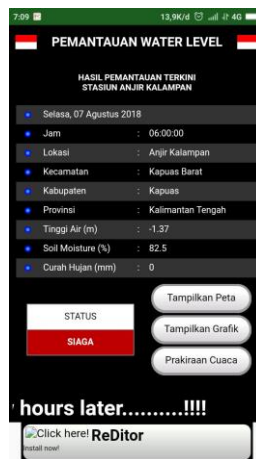 7:09 13,9K/d 4G
PEMANTAUAN WATER LEVEL
HASIL PEMANTAUAN TERKINI
STASIUN ANJIR KALAMPAN
Selasa, 07 Agustus 2018
Jam : 06:00:00
Lokasi : Anjir Kalampan
Kecamatan : Kapuas Barat
Kabupaten : Kapuas
Provinsi : Kalimantan Tengah
Tinggi Air (m) : -1.37
Soil Moisture (%) : 82.5
Curah Hujan (mm) : 0
STATUS
SIAGA
Tampilkan Peta
Tampilkan Grafik
Prakiraan Cuaca
hours later..........!!!!
Click here! ReDitor
Install now!